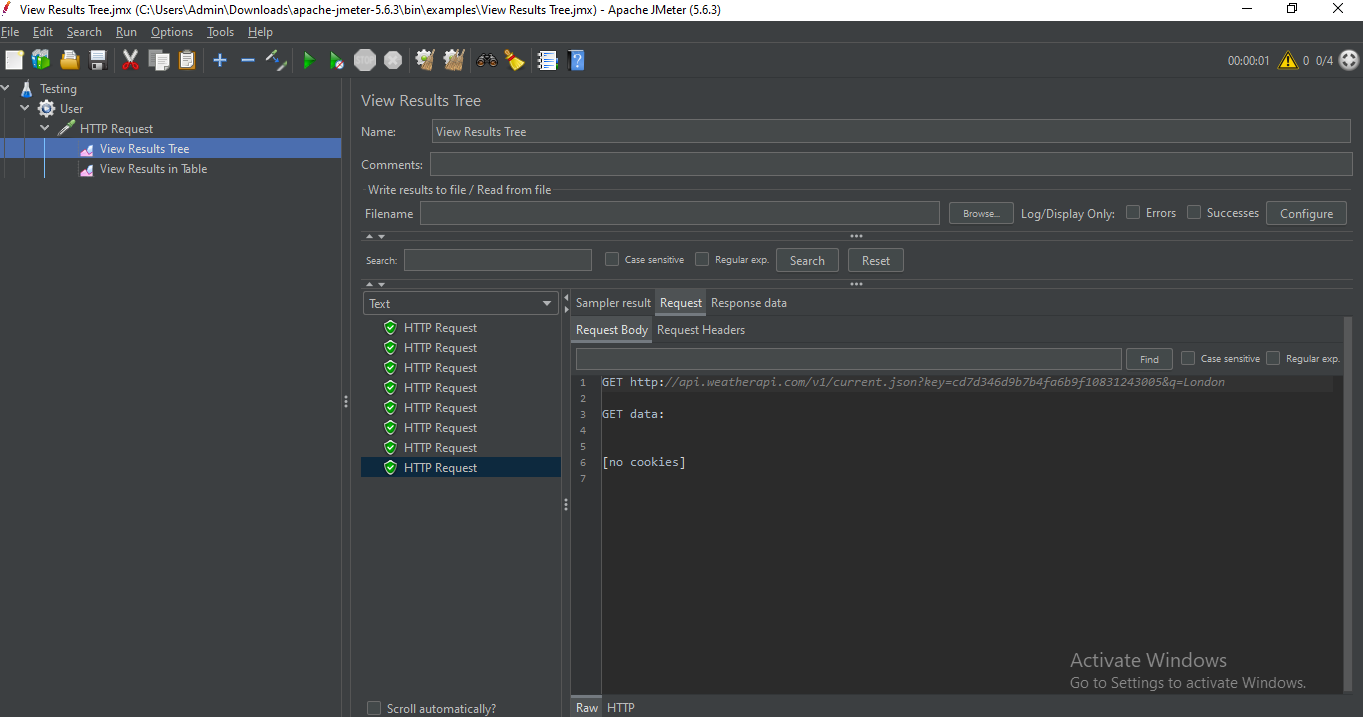 View Results Tree.jmx (C:\Users\Admin\Downloads\apache-jmeter-5.6.3\bin\examples\View Results Tree.jmx) - Apache JMeter (5.6.3)
File Edit Search Run Options Tools Help
STOP 00:00:01 0 0/4
Testing
User
HTTP Request
View Results Tree
View Results in Table
View Results Tree
Name: View Results Tree
Comments:
Write results to file / Read from file
Filename Browse... Log/Display Only: Errors Successes Configure
Search: Case sensitive Regular exp. Search Reset
Text
HTTP Request
HTTP Request
HTTP Request
HTTP Request
HTTP Request
HTTP Request
HTTP Request
HTTP Request
Scroll automatically?
Sampler result Request Response data
Request Body Request Headers
Find Case sensitive Regular exp.
1 GET http://api.weatherapi.com/v1/current.json?key=cd7d346d9b7b4fa6b9f10831243005&q=London
2
3 GET data:
4
5
6 [no cookies]
7
Activate Windows
Go to Settings to activate Windows.
Raw HTTP